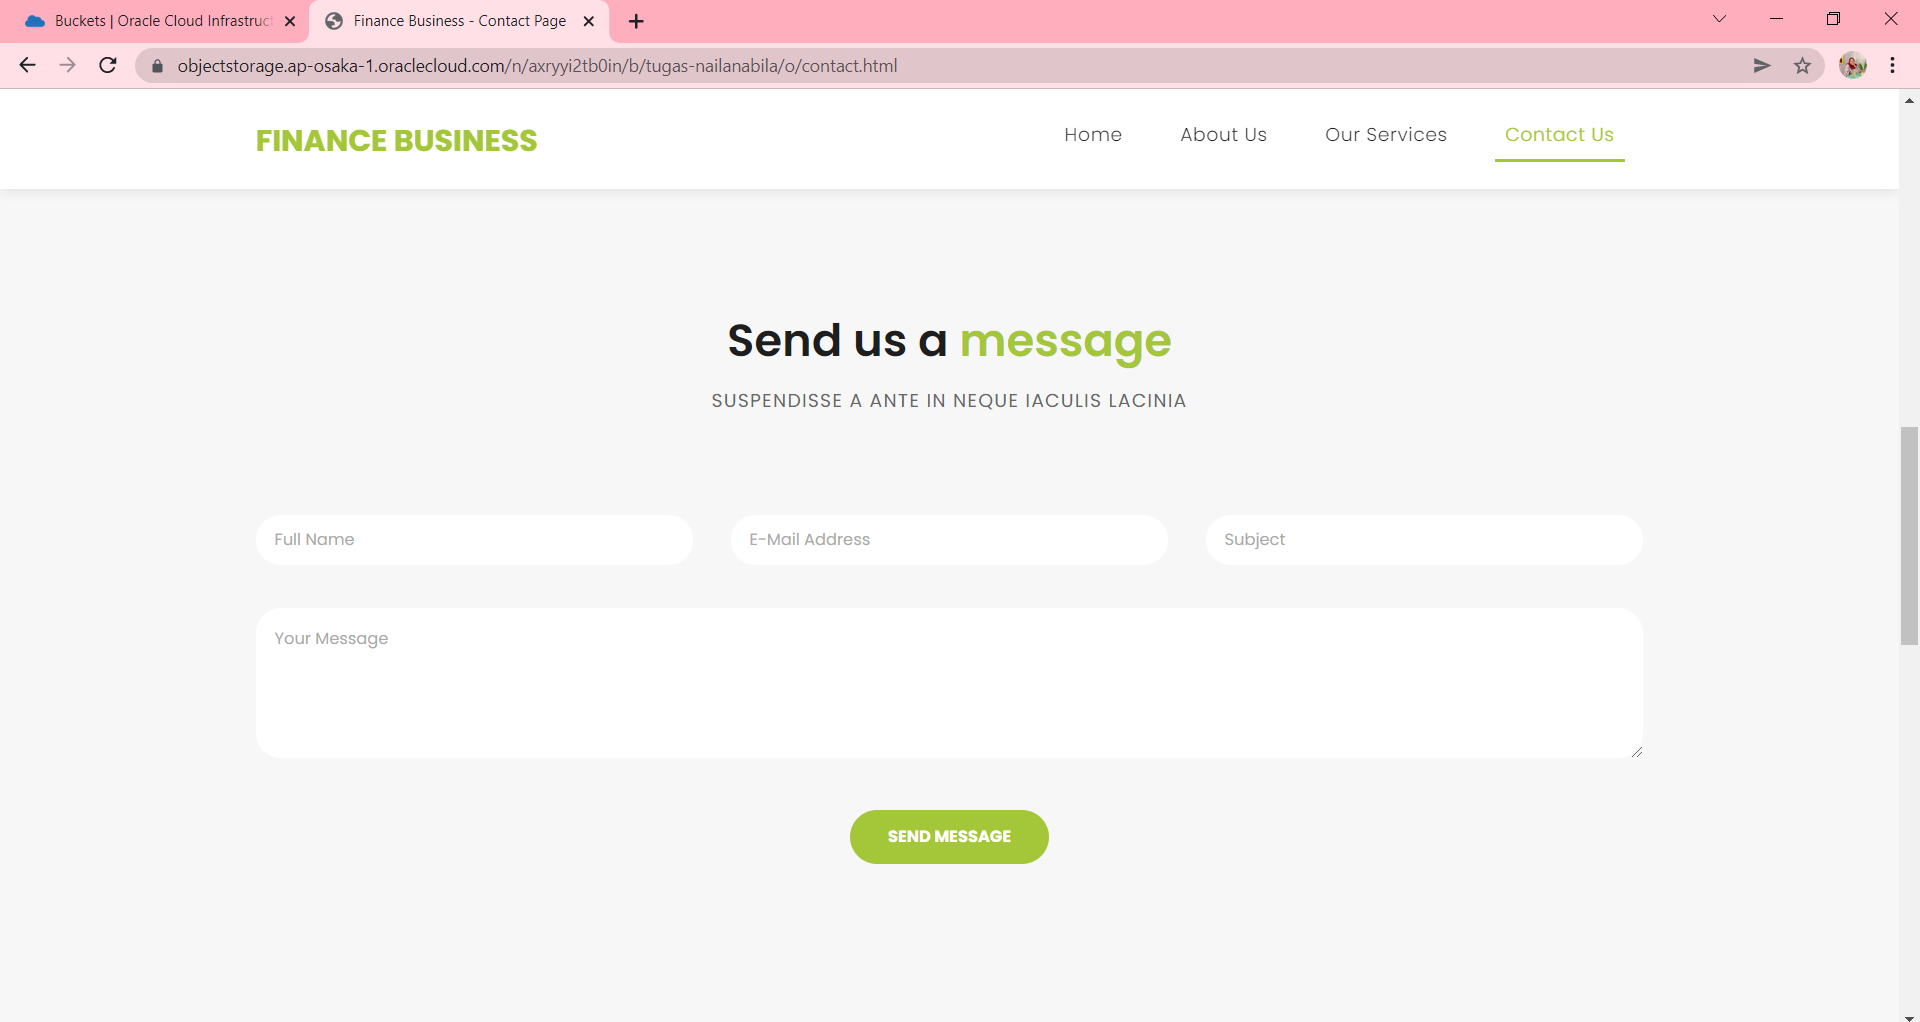 Buckets | Oracle Cloud Infrastruct
Finance Business - Contact Page
objectstorage.ap-osaka-1.oraclecloud.com/n/axryyi2tb0in/b/tugas-nailanabila/o/contact.html
FINANCE BUSINESS
Home
About Us
Our Services
Contact Us
Send us a message
SUSPENDISSE A ANTE IN NEQUE IACULIS LACINIA
Full Name
E-Mail Address
Subject
Your Message
SEND MESSAGE